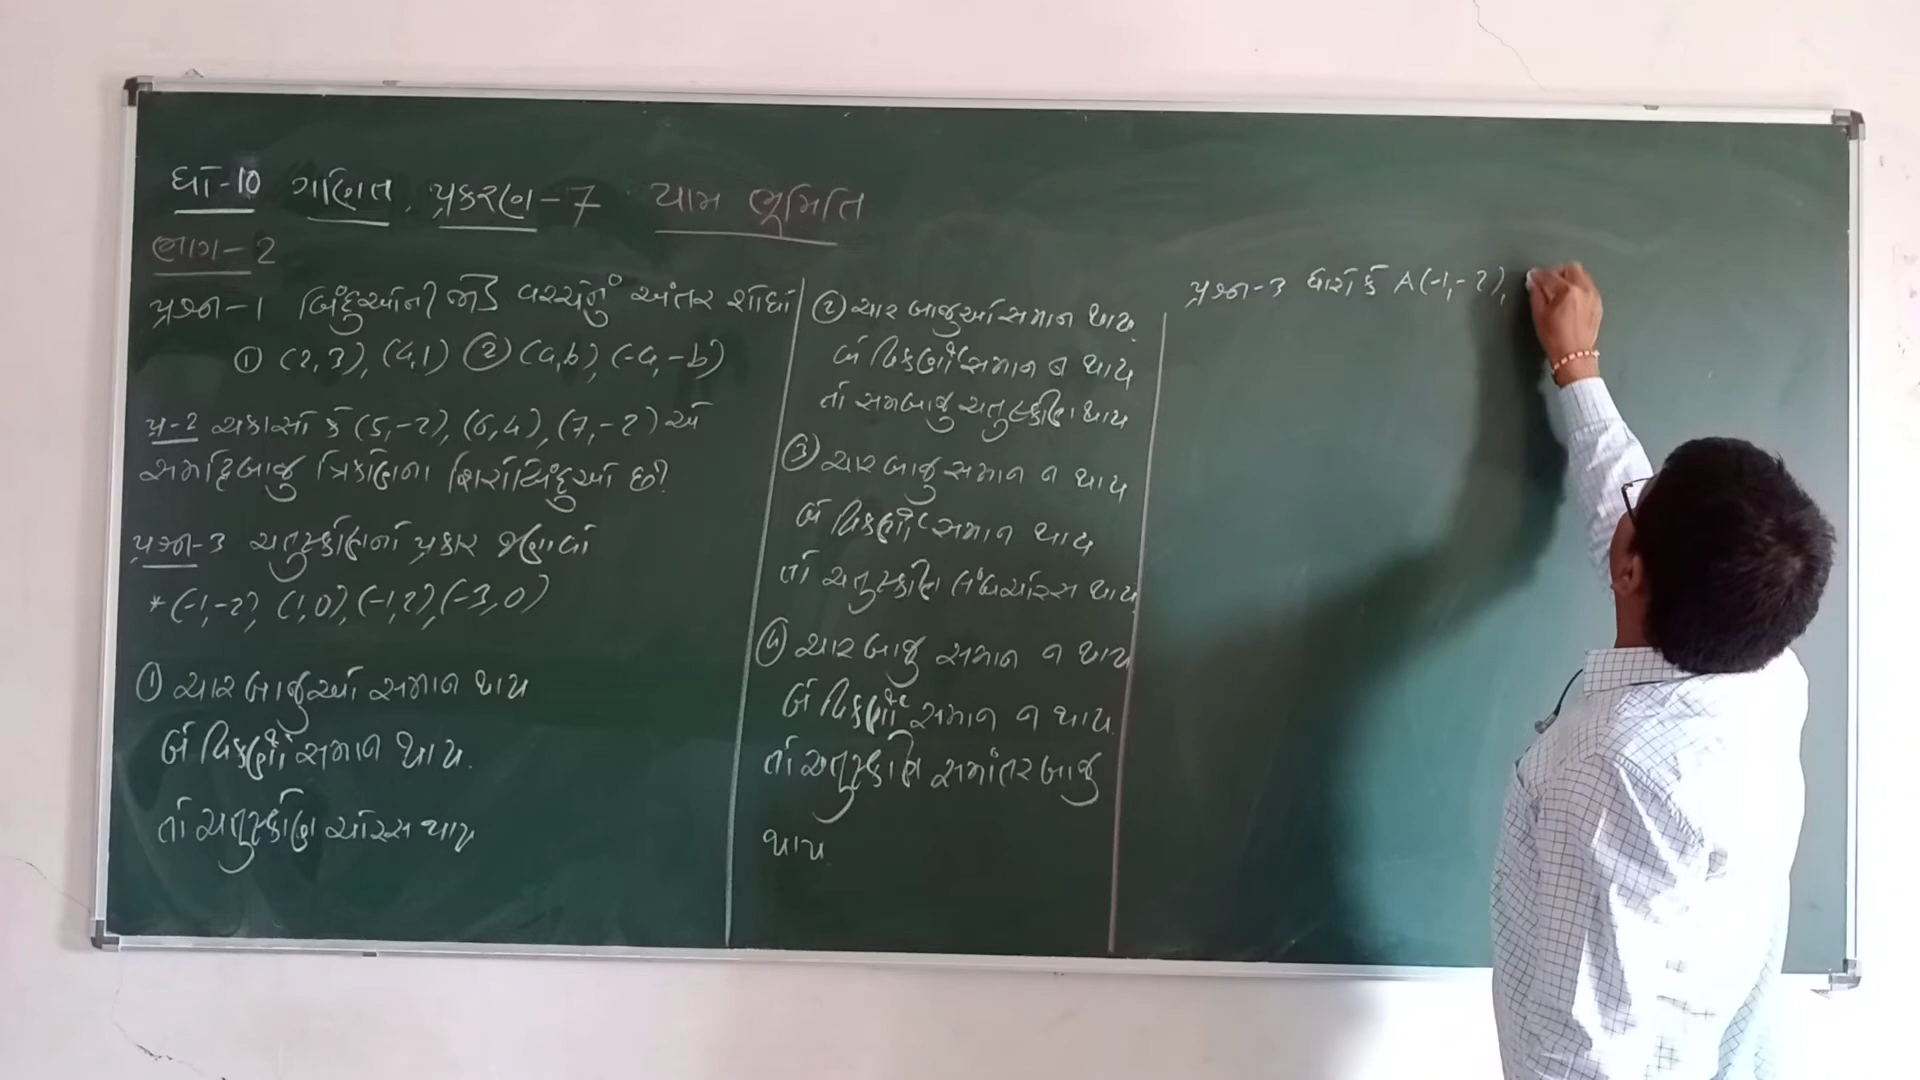 ધો-10 ગણિત, પ્રકરણ-7 યામ ભૂમિતિ
ભાગ-2
પ્રશ્ન-1 બિંદુઓની જોડ વચ્ચેનું અંતર શોધો
① (2,3), (4,1) ② (a,b), (-a,-b)
પ્ર-2 ચકાસો કે (5,-2), (6,4), (7,-2) એ
સમદ્વિબાજુ ત્રિકોણના શિરોબિંદુઓ છે?
પ્રશ્ન-3 ચતુષ્કોણનો પ્રકાર જણાવો
* (-1,-2), (1,0), (-1,2), (-3,0)
① ચાર બાજુઓ સમાન થાય
બે વિકર્ણો સમાન થાય.
તો ચતુષ્કોણ ચોરસ થાય
② ચાર બાજુઓ સમાન થાય.
બે વિકર્ણો સમાન ન થાય
તો સમબાજુ ચતુષ્કોણ થાય
③ ચાર બાજુ સમાન ન થાય
બે વિકર્ણો સમાન થાય
તો ચતુષ્કોણ લંબચોરસ થાય
④ ચાર બાજુ સમાન ન થાય
બે વિકર્ણો સમાન ન થાય.
તો ચતુષ્કોણ સમાંતર બાજુ
થાય
પ્રશ્ન-3 ધારો કે A(-1,-2),